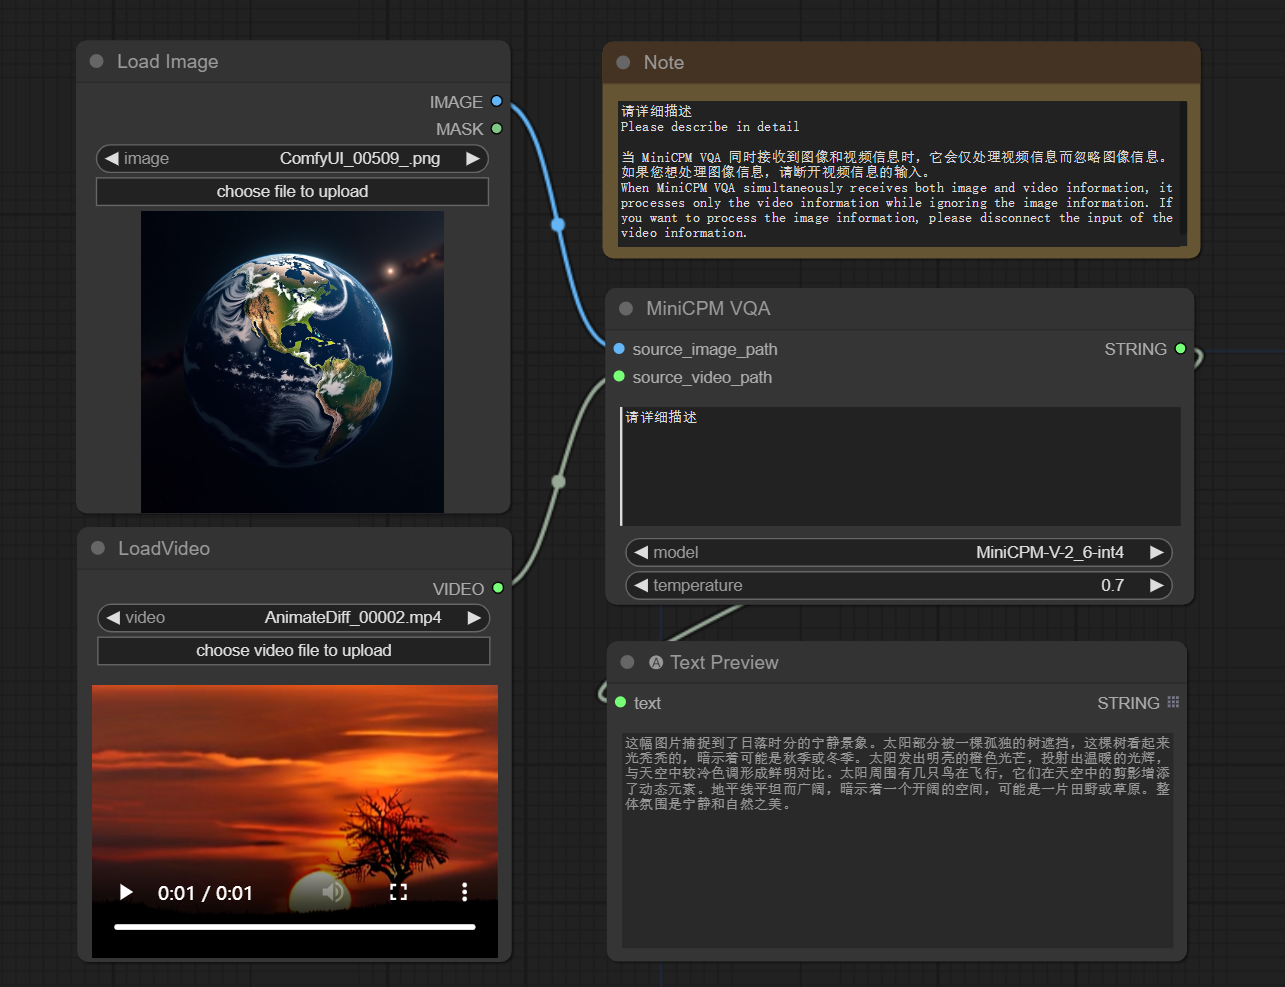 Load Image
IMAGE
MASK
image
ComfyUI_00509_.png
choose file to upload
LoadVideo
VIDEO
video
AnimateDiff_00002.mp4
choose video file to upload
0:01 / 0:01
Note
请详细描述
Please describe in detail
当 MiniCPM VQA 同时接收到图像和视频信息时，它会仅处理视频信息而忽略图像信息。
如果您想处理图像信息，请断开视频信息的输入。
When MiniCPM VQA simultaneously receives both image and video information, it
processes only the video information while ignoring the image information. If
you want to process the image information, please disconnect the input of the
video information.
MiniCPM VQA
source_image_path
STRING
source_video_path
请详细描述
model
MiniCPM-V-2_6-int4
temperature
0.7
A Text Preview
text
STRING
这幅图片捕捉到了日落时分的宁静景象。太阳部分被一棵孤独的树遮挡，这棵树看起来
光秃秃的，暗示着可能是秋季或冬季。太阳发出明亮的橙色光芒，投射出温暖的光辉，
与天空中较冷色调形成鲜明对比。太阳周围有几只鸟在飞行，它们在天空中的剪影增添
了动态元素。地平线平坦而广阔，暗示着一个开阔的空间，可能是一片田野或草原。整
体氛围是宁静和自然之美。